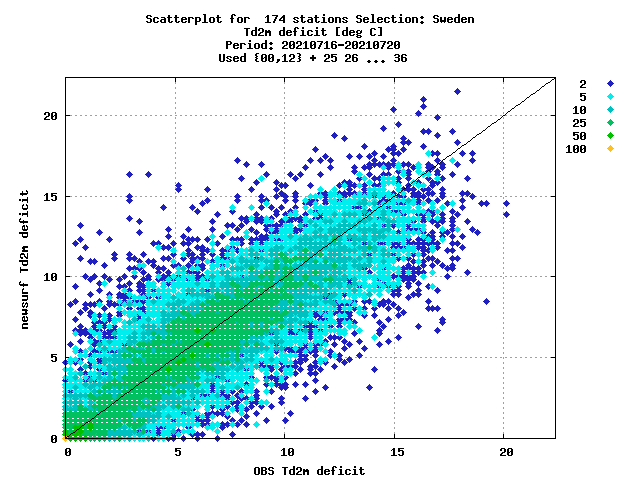 Scatterplot for  174 stations Selection: Sweden
Td2m deficit [deg C]
Period: 20210716-20210720
Used {00,12} + 25 26 ... 36
2
5
10
25
50
100
newsurf Td2m deficit
20
15
10
5
0
0 5 10 15 20
OBS Td2m deficit